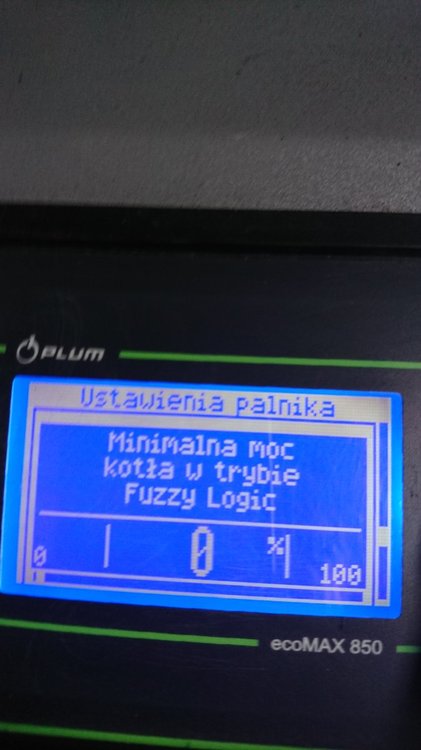 PLUM
Ustawienia palnika
Minimalna moc
kotła w trybie
Fuzzy Logic
0 0 % 100
ecoMAX 850